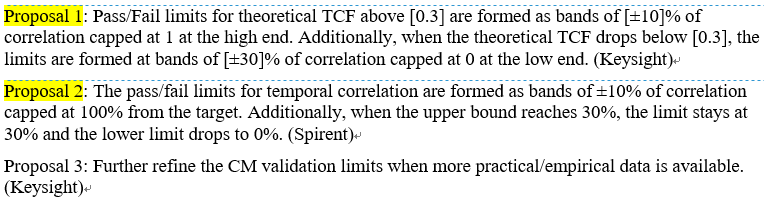 Proposal 1: Pass/Fail limits for theoretical TCF above [0.3] are formed as bands of [±10]% of
correlation capped at 1 at the high end. Additionally, when the theoretical TCF drops below [0.3], the
limits are formed at bands of [±30]% of correlation capped at 0 at the low end. (Keysight)↵
Proposal 2: The pass/fail limits for temporal correlation are formed as bands of ±10% of correlation
capped at 100% from the target. Additionally, when the upper bound reaches 30%, the limit stays at
30% and the lower limit drops to 0%. (Spirent)↵
Proposal 3: Further refine the CM validation limits when more practical/empirical data is available.
(Keysight)↵